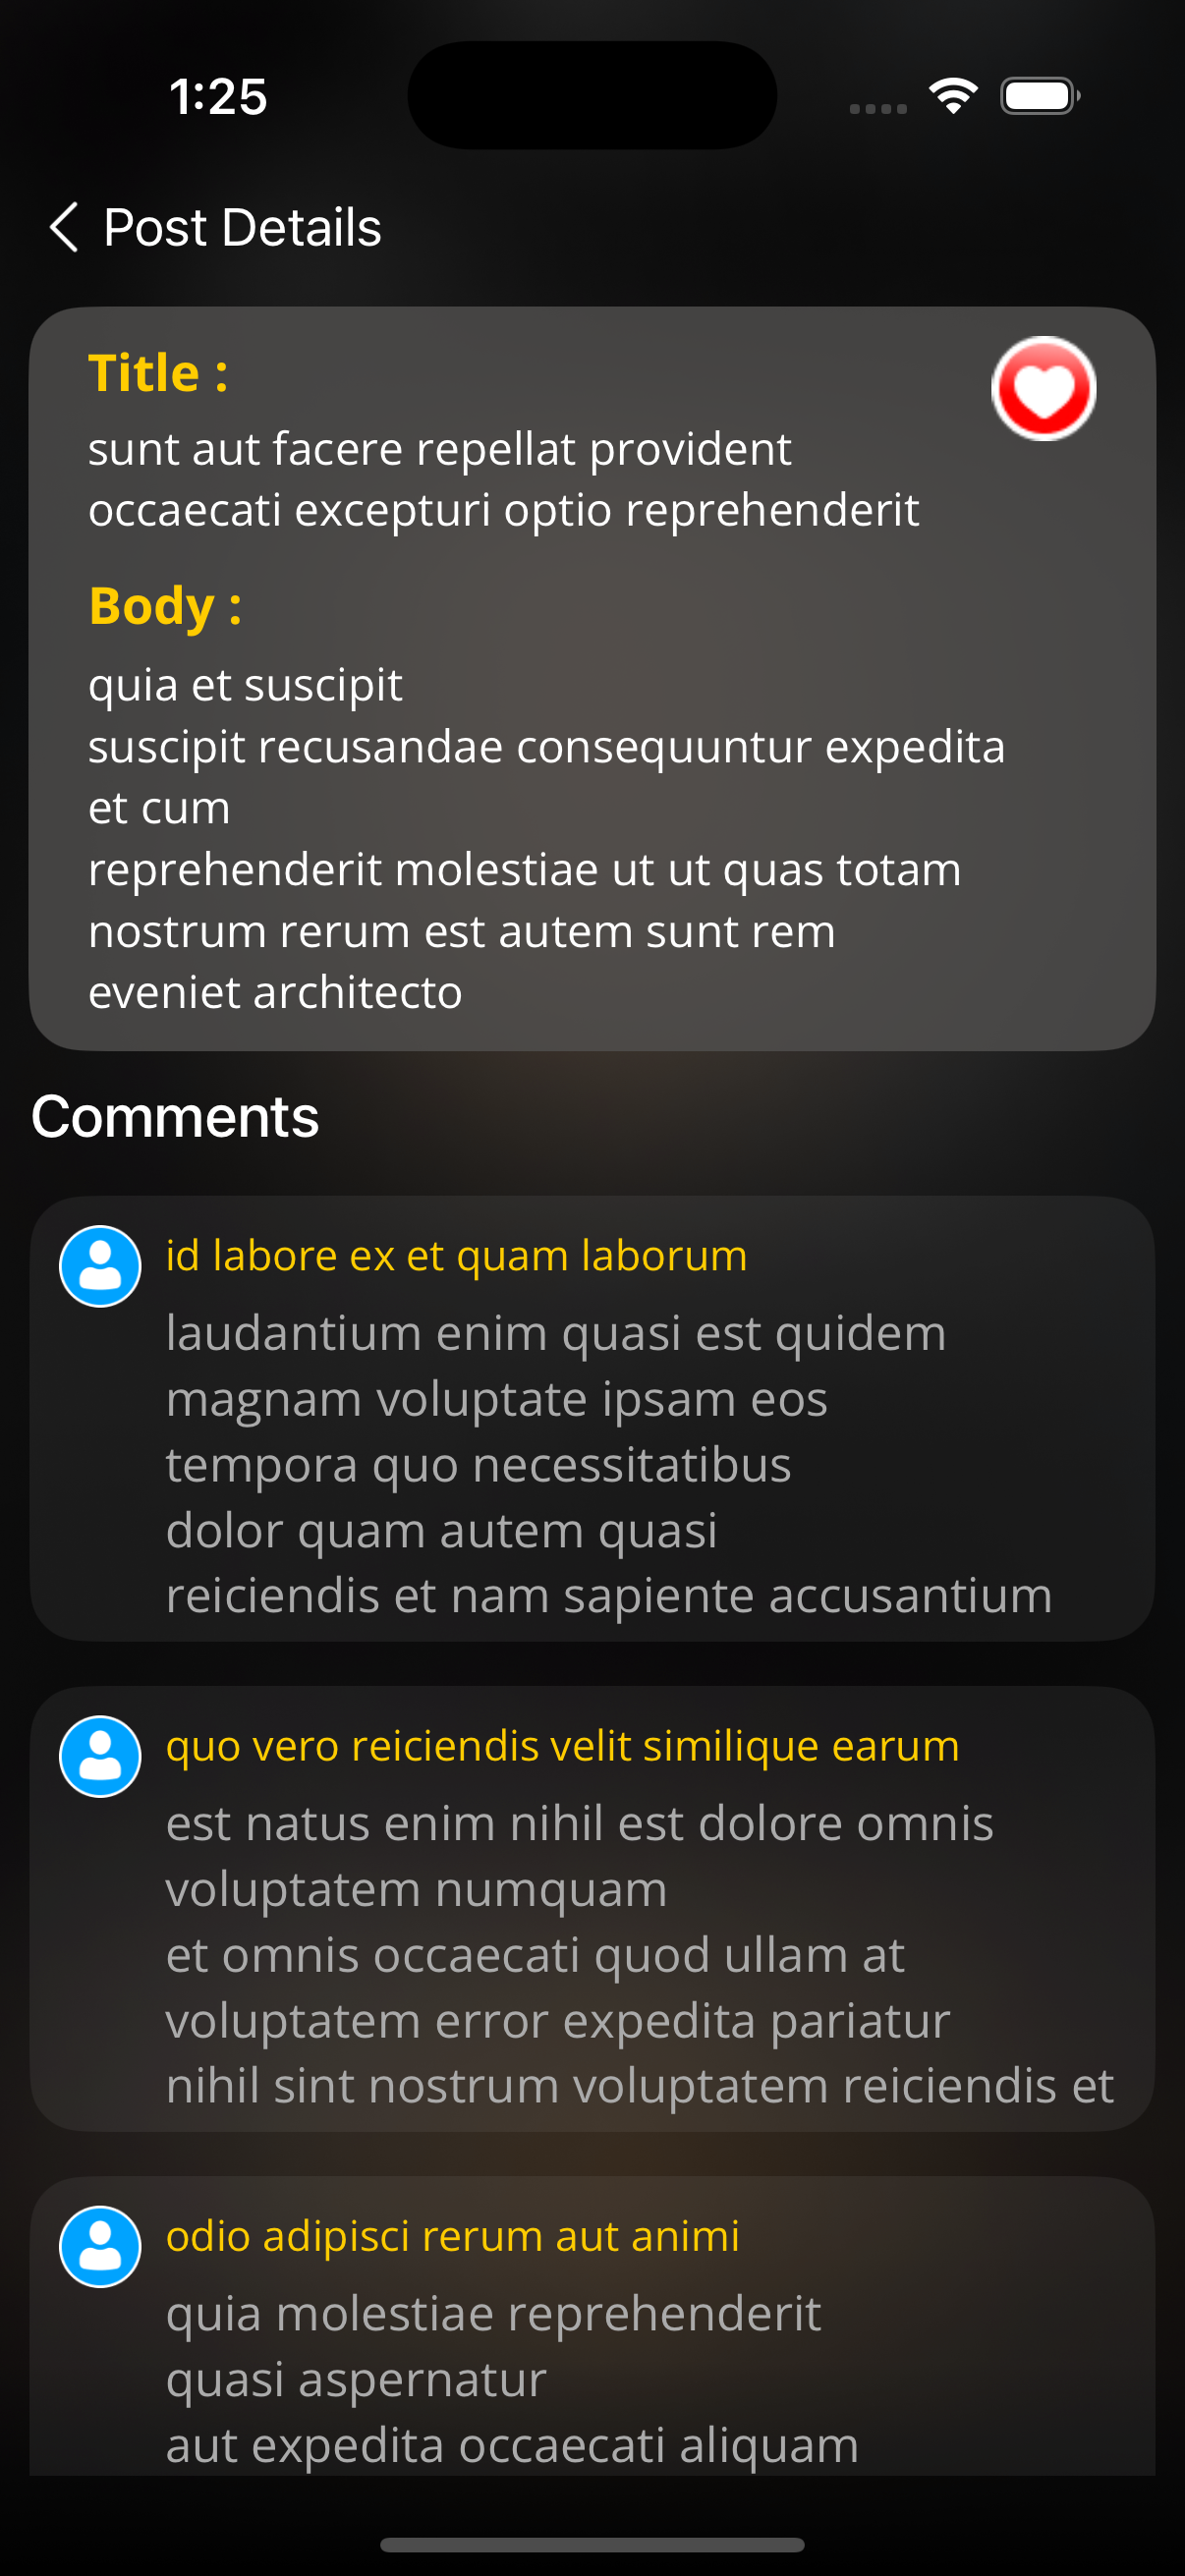 1:25
Post Details
Title :
sunt aut facere repellat provident
occaecati excepturi optio reprehenderit
Body :
quia et suscipit
suscipit recusandae consequuntur expedita
et cum
reprehenderit molestiae ut ut quas totam
nostrum rerum est autem sunt rem
eveniet architecto
Comments
id labore ex et quam laborum
laudantium enim quasi est quidem
magnam voluptate ipsam eos
tempora quo necessitatibus
dolor quam autem quasi
reiciendis et nam sapiente accusantium
quo vero reiciendis velit similique earum
est natus enim nihil est dolore omnis
voluptatem numquam
et omnis occaecati quod ullam at
voluptatem error expedita pariatur
nihil sint nostrum voluptatem reiciendis et
odio adipisci rerum aut animi
quia molestiae reprehenderit
quasi aspernatur
aut expedita occaecati aliquam